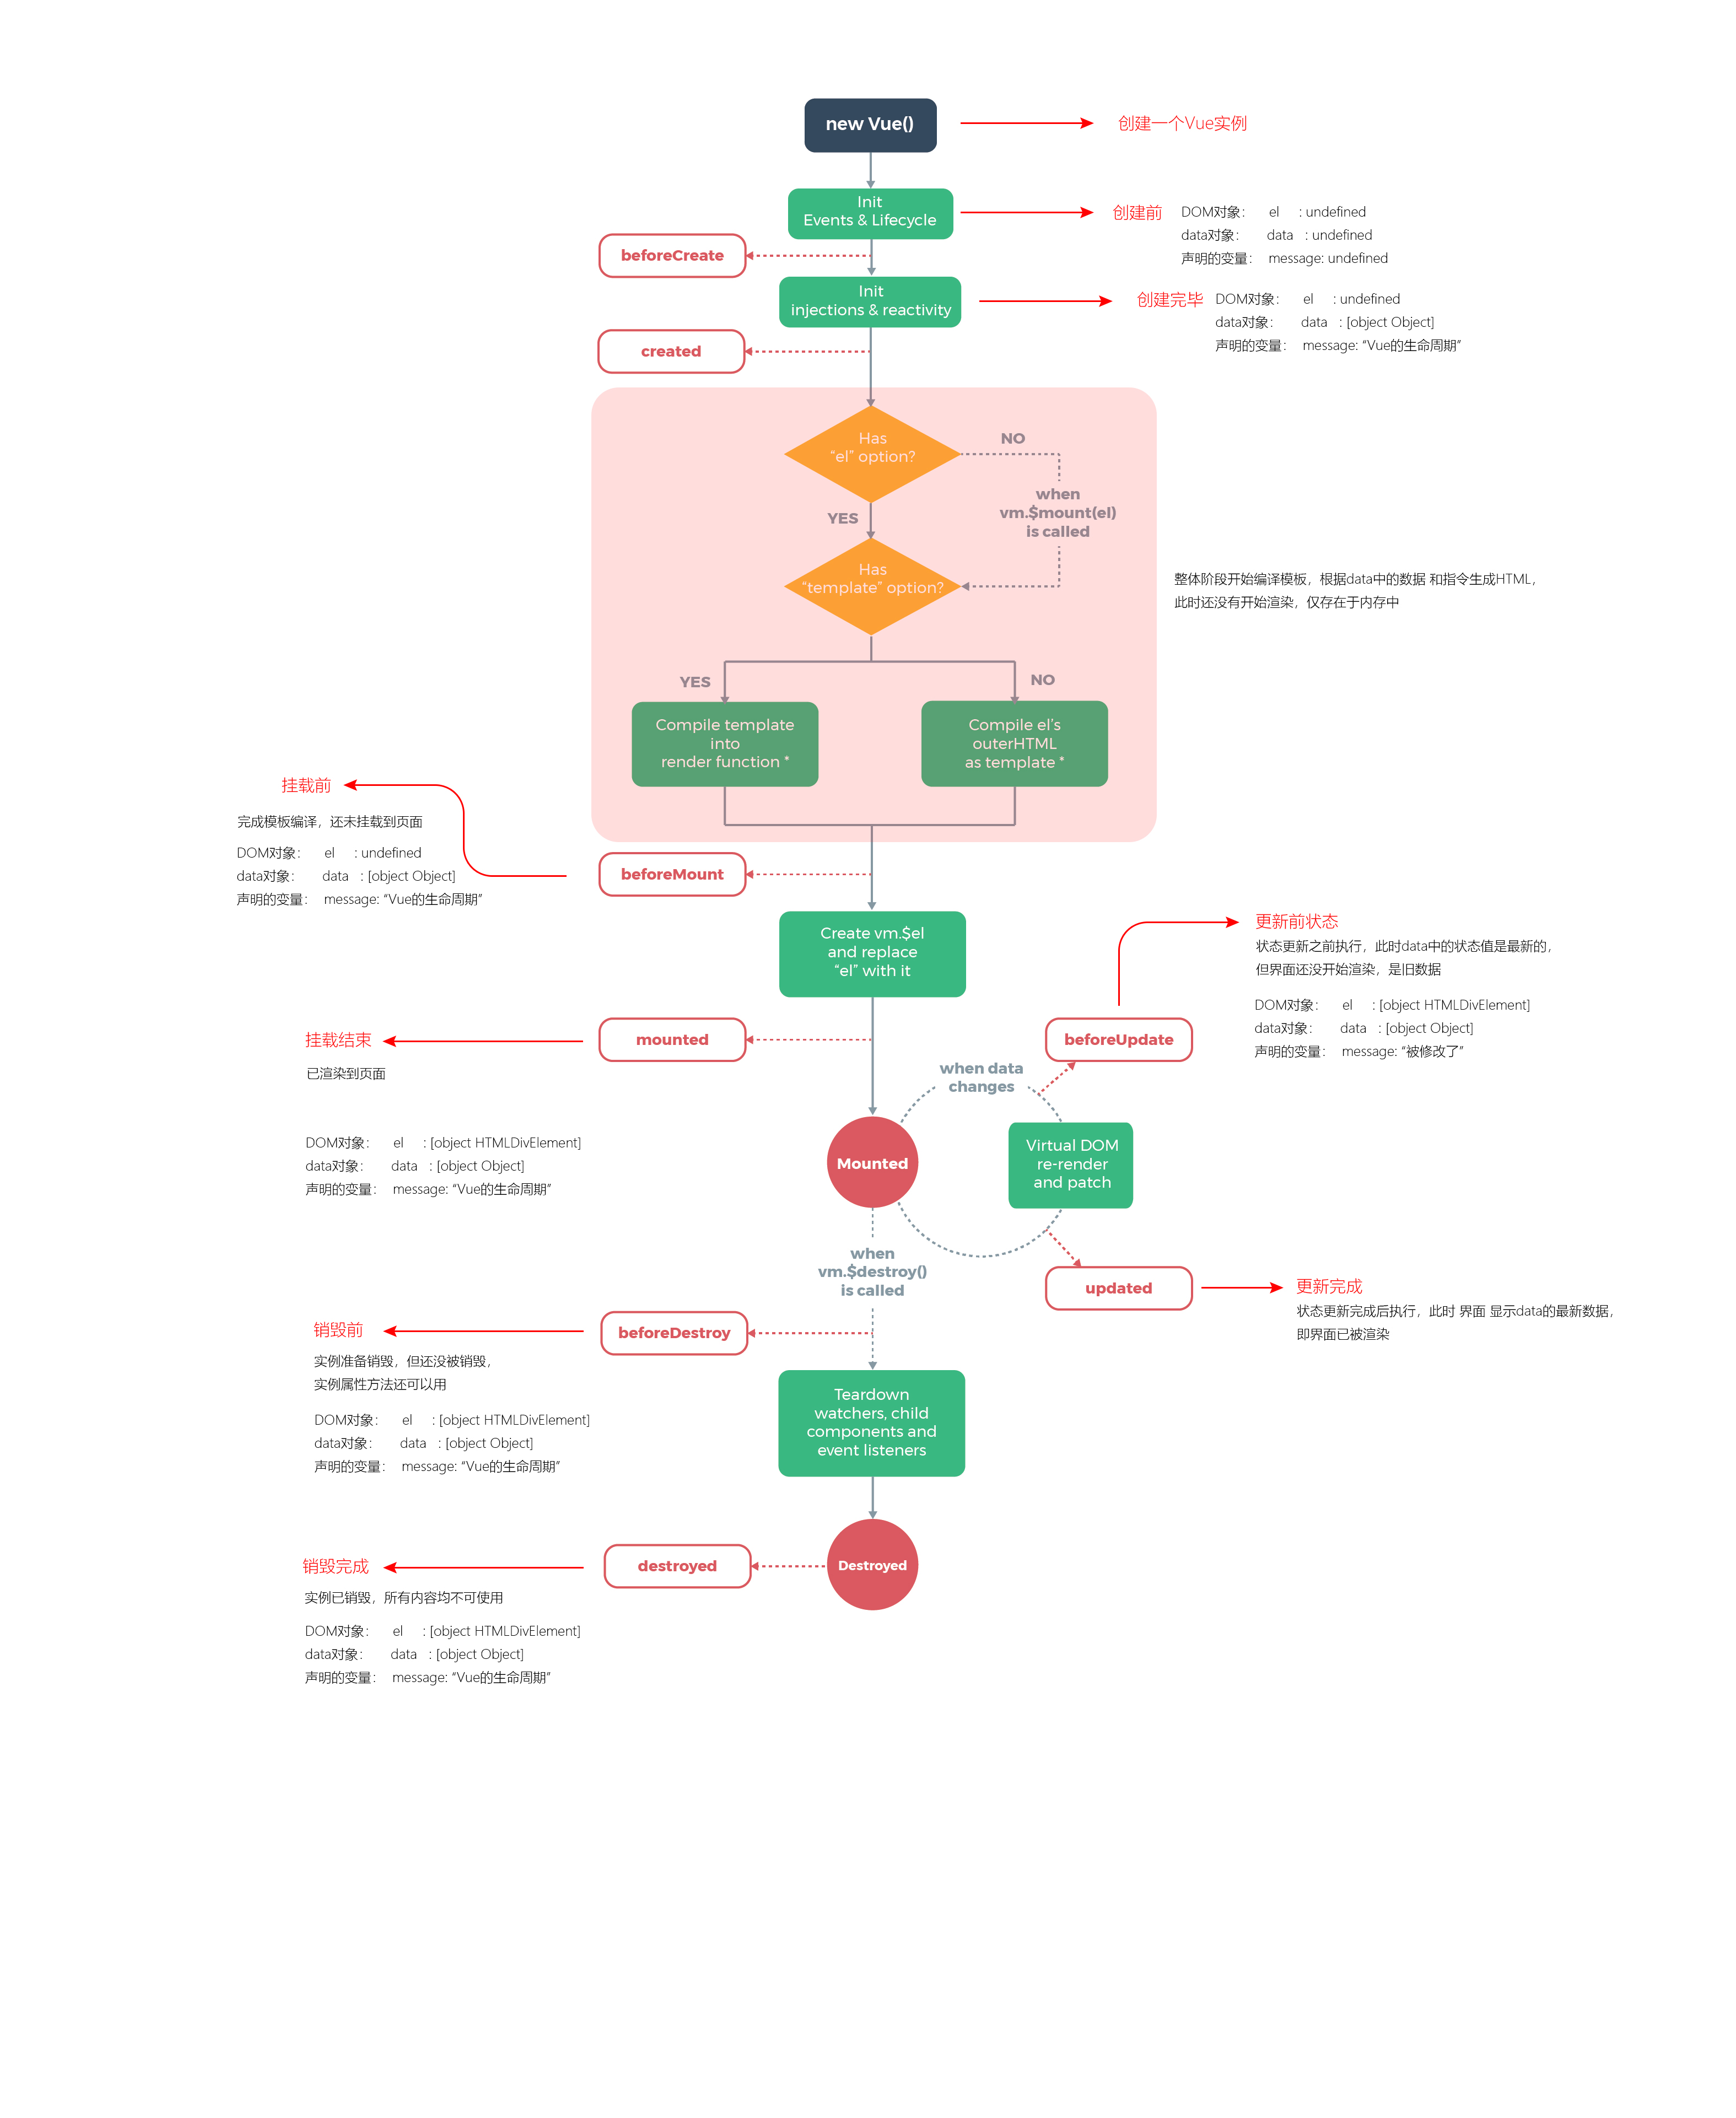 new Vue()
创建一个Vue实例
Init
Events & Lifecycle
创建前
DOM对象： el : undefined
data对象： data : undefined
声明的变量： message: undefined
beforeCreate
Init
injections & reactivity
创建完毕
DOM对象： el : undefined
data对象： data : [object Object]
声明的变量： message: “Vue的生命周期”
created
Has
“el” option?
NO
when
vm.$mount(el)
is called
YES
Has
“template” option?
整体阶段开始编译模板，根据data中的数据 和指令生成HTML，
此时还没有开始渲染，仅存在于内存中
YES
NO
Compile template
into
render function *
Compile el’s
outerHTML
as template *
挂载前
完成模板编译，还未挂载到页面
DOM对象： el : undefined
data对象： data : [object Object]
声明的变量： message: “Vue的生命周期”
beforeMount
Create vm.$el
and replace
“el” with it
更新前状态
状态更新之前执行，此时data中的状态值是最新的，
但界面还没开始渲染，是旧数据
DOM对象： el : [object HTMLDivElement]
data对象： data : [object Object]
声明的变量： message: “被修改了”
挂载结束
已渲染到页面
DOM对象： el : [object HTMLDivElement]
data对象： data : [object Object]
声明的变量： message: “Vue的生命周期”
mounted
beforeUpdate
when data
changes
Mounted
Virtual DOM
re-render
and patch
when
vm.$destroy()
is called
updated
更新完成
状态更新完成后执行，此时 界面 显示data的最新数据，
即界面已被渲染
销毁前
实例准备销毁，但还没被销毁，
实例属性方法还可以用
DOM对象： el : [object HTMLDivElement]
data对象： data : [object Object]
声明的变量： message: “Vue的生命周期”
beforeDestroy
Teardown
watchers, child
components and
event listeners
销毁完成
实例已销毁，所有内容均不可使用
DOM对象： el : [object HTMLDivElement]
data对象： data : [object Object]
声明的变量： message: “Vue的生命周期”
destroyed
Destroyed